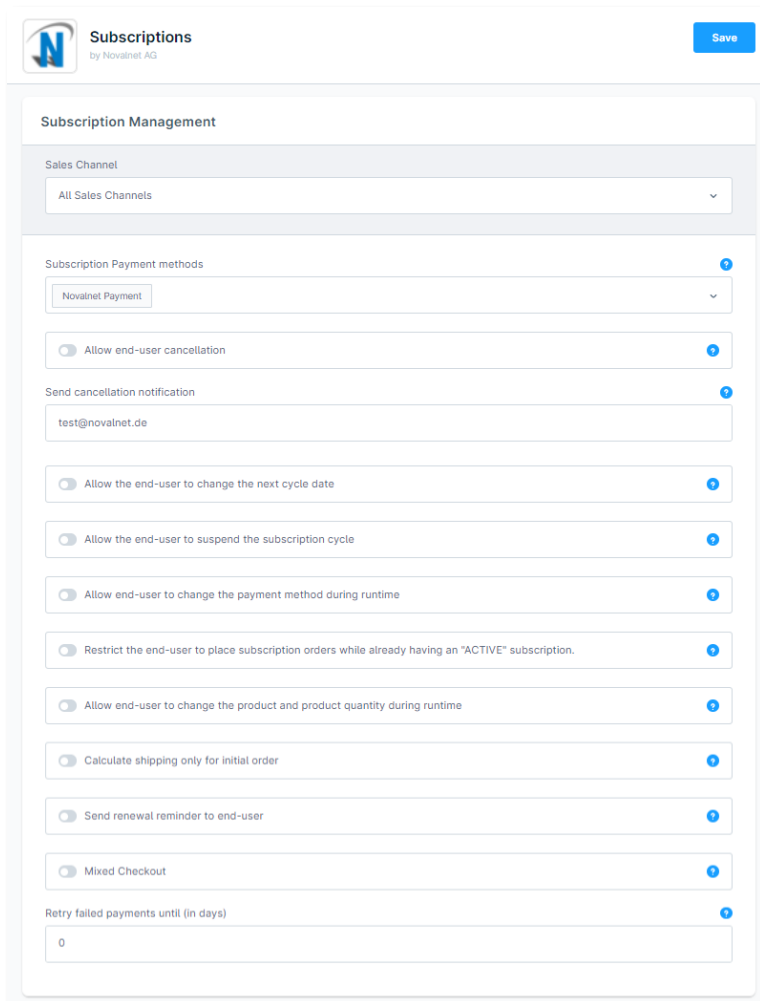 Subscriptions
by Novalnet AG
Save
Subscription Management
Sales Channel
All Sales Channels
Subscription Payment methods
Novalnet Payment
Allow end-user cancellation
Send cancellation notification
test@novalnet.de
Allow the end-user to change the next cycle date
Allow the end-user to suspend the subscription cycle
Allow end-user to change the payment method during runtime
Restrict the end-user to place subscription orders while already having an "ACTIVE" subscription.
Allow end-user to change the product and product quantity during runtime
Calculate shipping only for initial order
Send renewal reminder to end-user
Mixed Checkout
Retry failed payments until (in days)
0